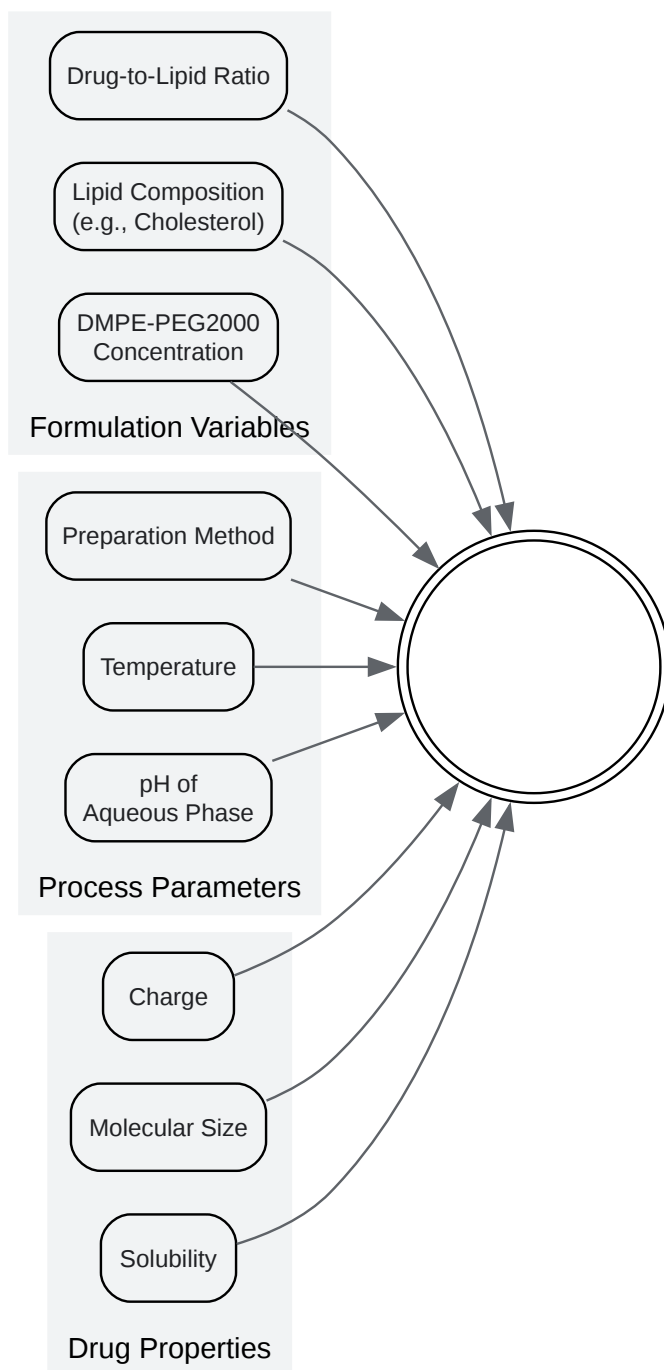 Drug-to-Lipid Ratio
Lipid Composition
(e.g., Cholesterol)
DMPE-PEG2000
Concentration
Formulation Variables
Preparation Method
Temperature
pH of
Aqueous Phase
Process Parameters
Charge
Molecular Size
Solubility
Drug Properties